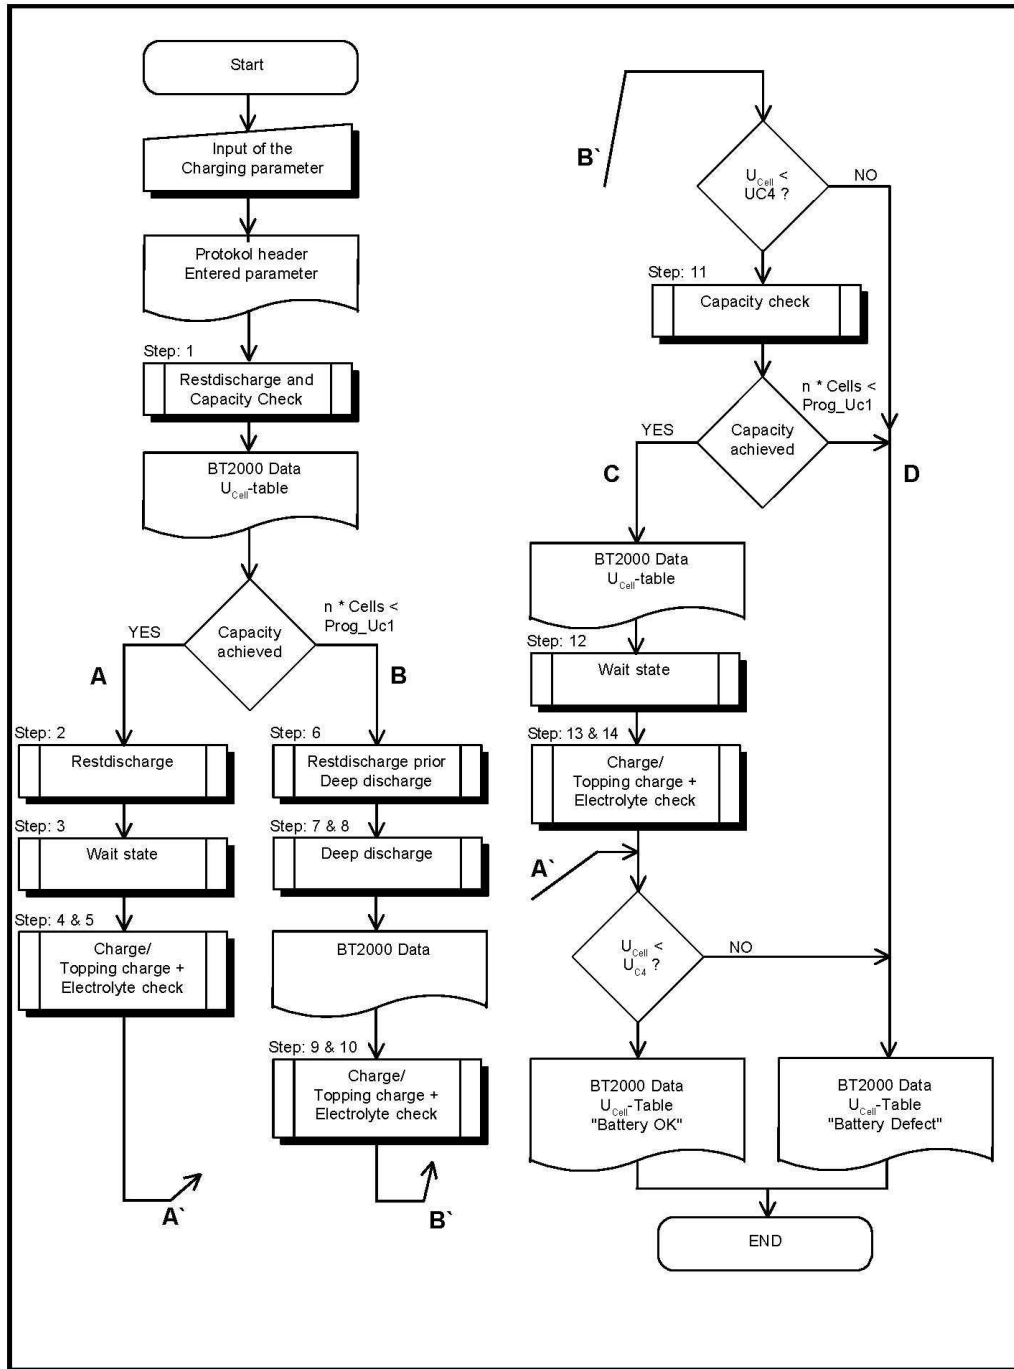 Start
Input of the
Charging parameter
Protokol header
Entered parameter
Step: 1
Restdischarge and
Capacity Check
BT2000 Data
UCell-table
Capacity
achieved
YES
n * Cells <
Prog_Uc1
A
B
Step: 2
Restdischarge
Step: 3
Wait state
Step: 4 & 5
Charge/
Topping charge +
Electrolyte check
A`
Step: 6
Restdischarge prior
Deep discharge
Step: 7 & 8
Deep discharge
BT2000 Data
Step: 9 & 10
Charge/
Topping charge +
Electrolyte check
B`
B`
UCell <
UC4 ?
NO
Step: 11
Capacity check
n * Cells <
Prog_Uc1
YES
Capacity
achieved
C
D
BT2000 Data
UCell-table
Step: 12
Wait state
Step: 13 & 14
Charge/
Topping charge +
Electrolyte check
A`
UCell <
UC4 ?
NO
BT2000 Data
UCell-Table
"Battery OK"
BT2000 Data
UCell-Table
"Battery Defect"
END